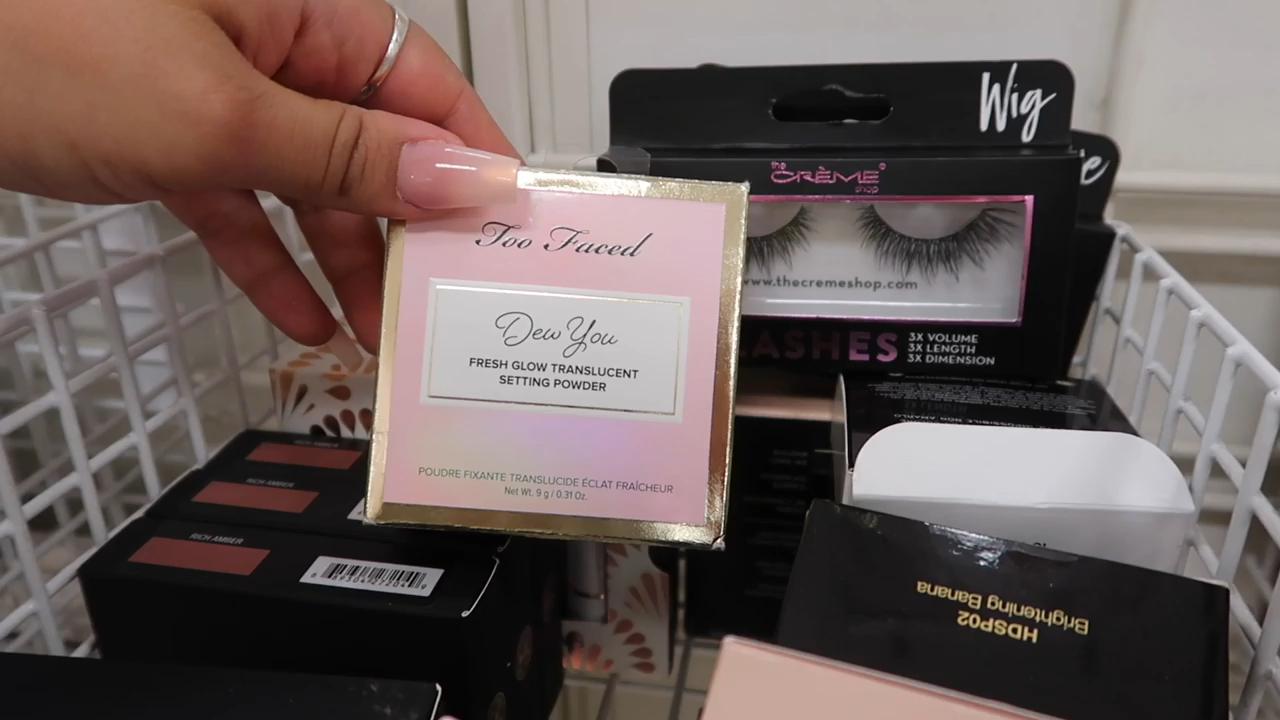 Wig
the
CRÈME
shop
www.thecremeshop.com
LASHES
3X VOLUME
3X LENGTH
3X DIMENSION
Too Faced
Dew You
FRESH GLOW TRANSLUCENT
SETTING POWDER
POUDRE FIXANTE TRANSLUCIDE ÉCLAT FRAÎCHEUR
Net Wt. 9 g / 0.31 Oz.
RICH AMBER
RICH AMBER
RICH AMBER
HDSP02
Brightening Banana